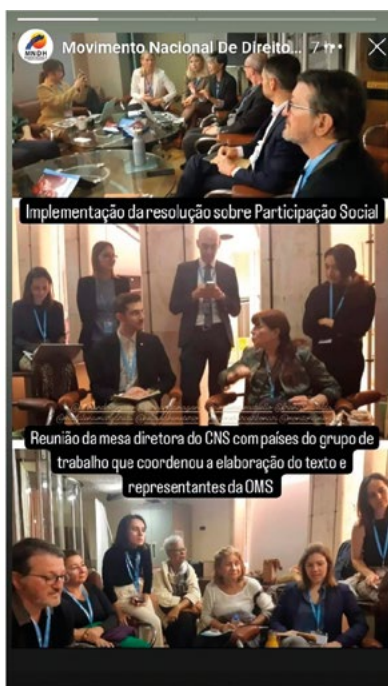 MNDH
Movimento Nacional De Direito... 7 h
Implementação da resolução sobre Participação Social
Reunião da mesa diretora do CNS com países do grupo de
trabalho que coordenou a elaboração do texto e
representantes da OMS